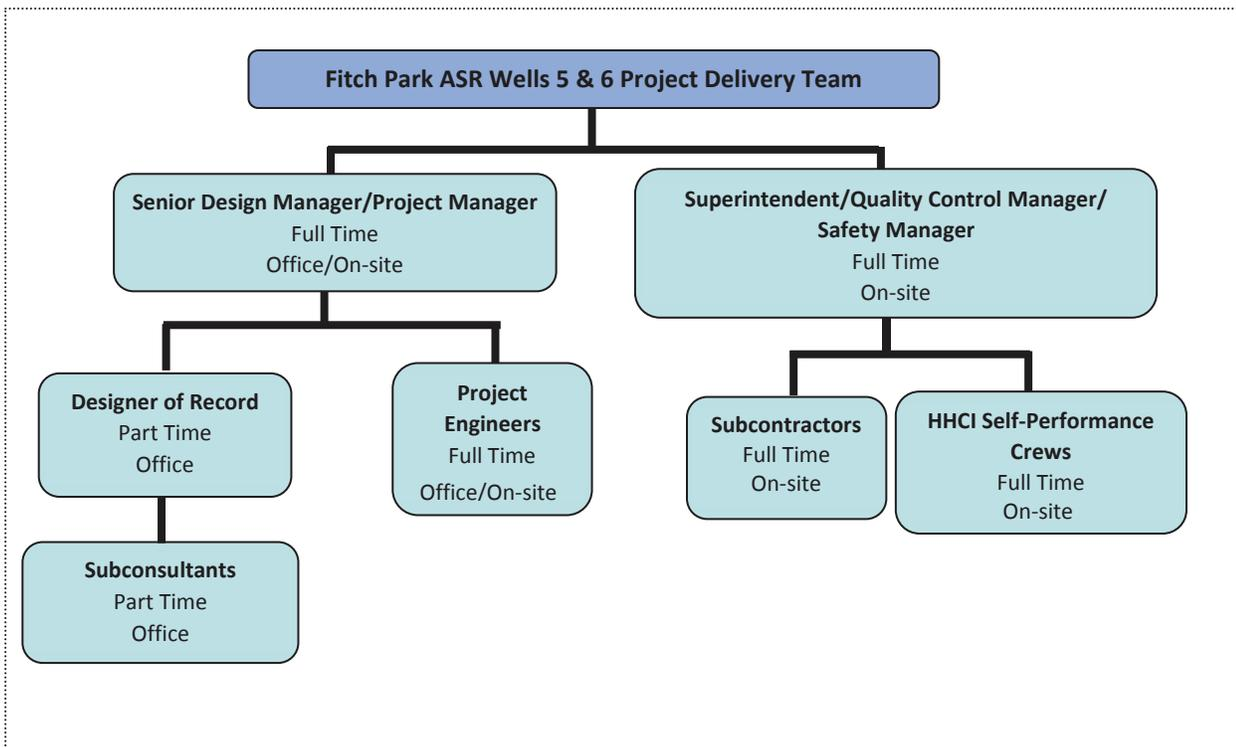 Fitch Park ASR Wells 5 & 6 Project Delivery Team
Senior Design Manager/Project Manager
Full Time
Office/On-site
Superintendent/Quality Control Manager/
Safety Manager
Full Time
On-site
Designer of Record
Part Time
Office
Project
Engineers
Full Time
Office/On-site
Subcontractors
Full Time
On-site
HHCI Self-Performance
Crews
Full Time
On-site
Subconsultants
Part Time
Office